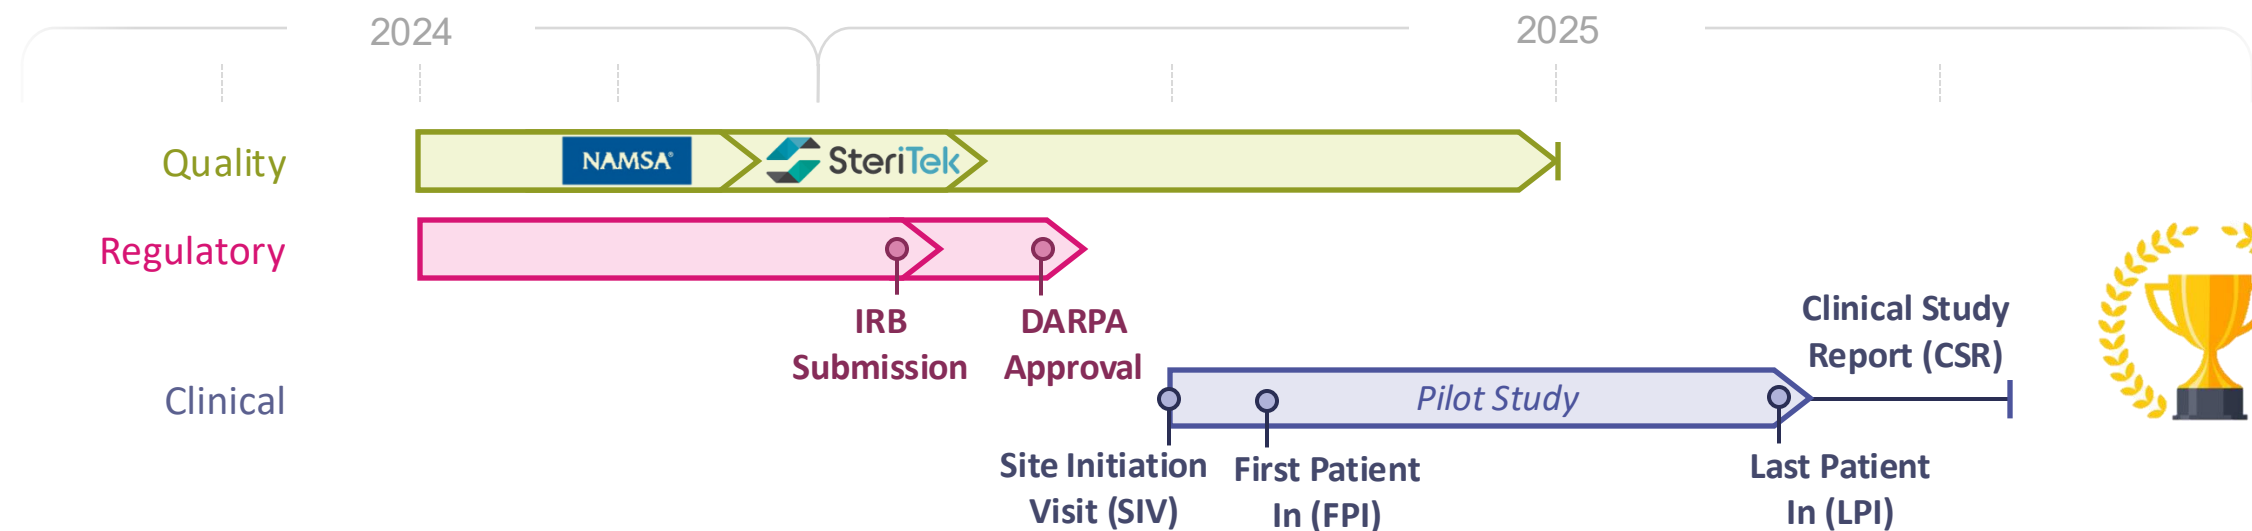 2024
2025
Quality
NAMSA®
SteriTek
Regulatory
IRB
Submission
DARPA
Approval
Clinical Study
Report (CSR)
Clinical
Pilot Study
Site Initiation
Visit (SIV)
First Patient
In (FPI)
Last Patient
In (LPI)